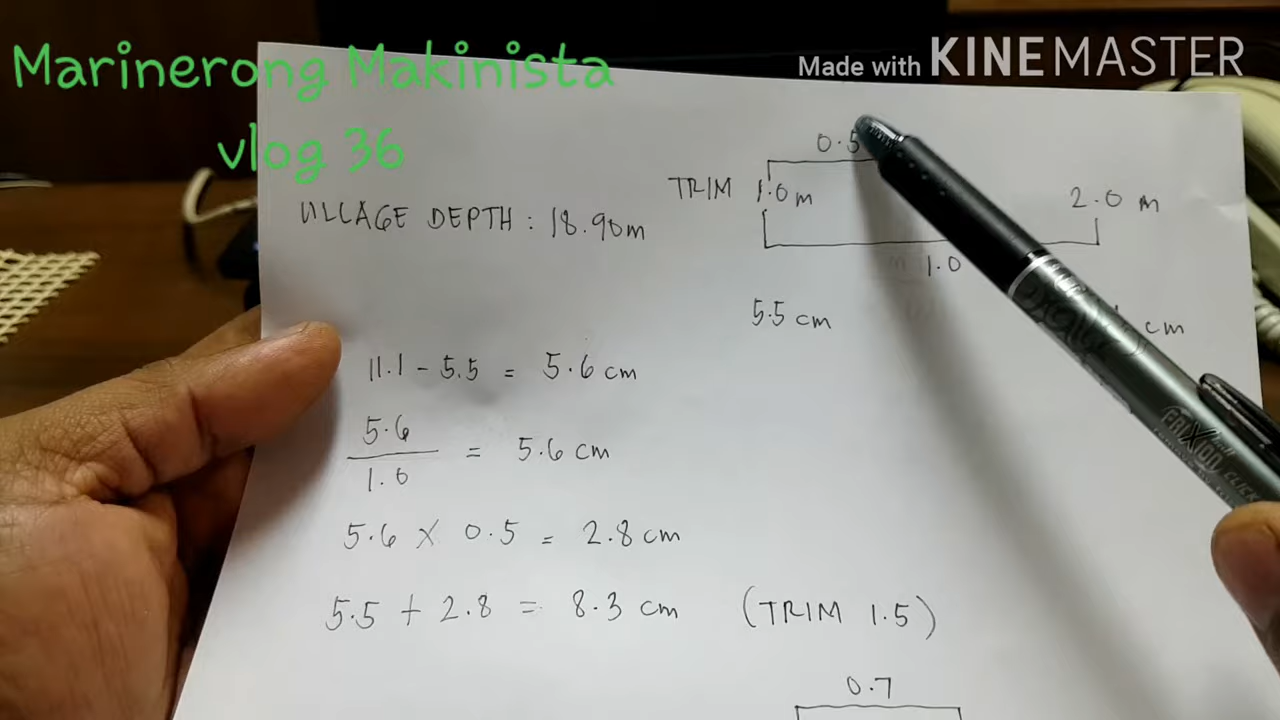 Marinerong Makinista
vlog 36
Made with KINEMASTER
ULLAGE DEPTH : 18.90m
0.5
TRIM 1.0 m
2.0 m
1.0
5.5 cm
cm
11.1 - 5.5 = 5.6 cm
5.6
1.0
= 5.6 cm
5.6 X 0.5 = 2.8 cm
5.5 + 2.8 = 8.3 cm (TRIM 1.5)
0.7
FRIXION
CLICK